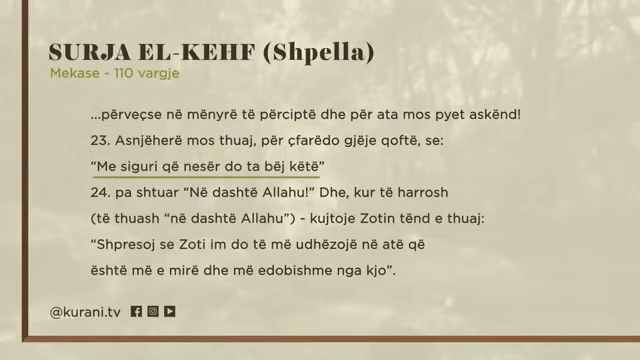 SURJA EL-KEHF (Shpella)
Mekase - 110 vargje
...përveçse në mënyrë të përciptë dhe për ata mos pyet askënd!
23. Asnjëherë mos thuaj, për çfarëdo gjëje qoftë, se:
“Me siguri që nesër do ta bëj këtë”
24. pa shtuar “Në dashtë Allahu!” Dhe, kur të harrosh
(të thuash “në dashtë Allahu”) - kujtoje Zotin tënd e thuaj:
“Shpresoj se Zoti im do të më udhëzojë në atë që
është më e mirë dhe më edobishme nga kjo”.
@kurani.tv